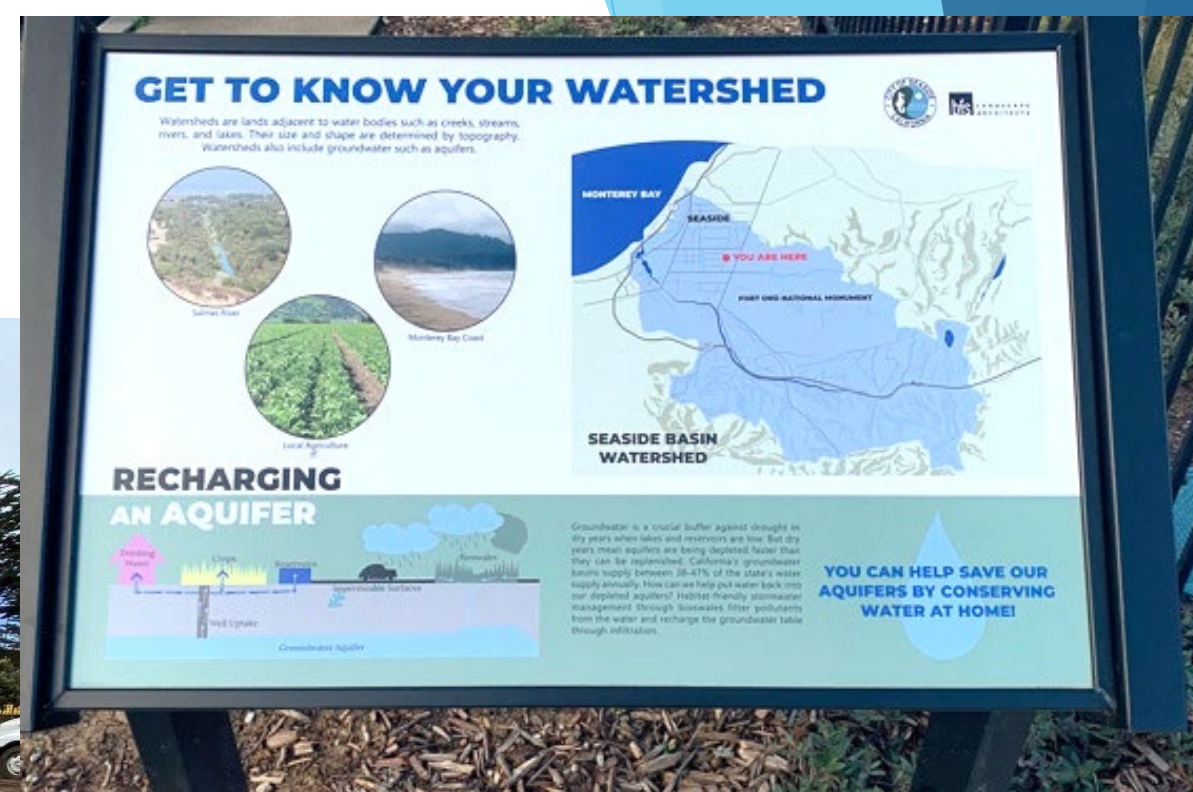 GET TO KNOW YOUR WATERSHED
CITY OF SEASIDE
CALIFORNIA
hfs
LANDSCAPE
ARCHITECTS
Watersheds are lands adjacent to water bodies such as creeks, streams,
rivers, and lakes. Their size and shape are determined by topography.
Watersheds also include groundwater such as aquifers.
Salinas River
Monterey Bay Coast
Local Agriculture
MONTEREY BAY
SEASIDE
YOU ARE HERE
FORT ORD NATIONAL MONUMENT
SEASIDE BASIN
WATERSHED
RECHARGING
AN AQUIFER
Drinking
Water
Crops
Reservoirs
Bioswales
Impermeable Surfaces
Well Uptake
Groundwater Aquifer
Groundwater is a crucial buffer against drought in
dry years when lakes and reservoirs are low. But dry
years mean aquifers are being depleted faster than
they can be replenished. California's groundwater
basins supply between 38-47% of the state's water
supply annually. How can we help put water back into
our depleted aquifers? Habitat-friendly stormwater
management through bioswales filter pollutants
from the water and recharge the groundwater table
through infiltration.
YOU CAN HELP SAVE OUR
AQUIFERS BY CONSERVING
WATER AT HOME!